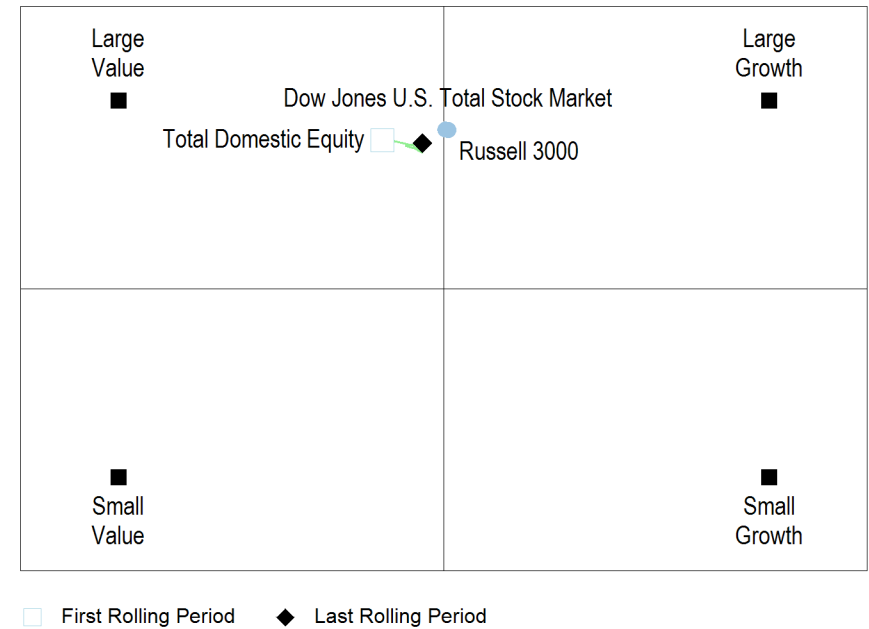 Large
Value
Large
Growth
Dow Jones U.S. Total Stock Market
Total Domestic Equity
Russell 3000
Small
Value
Small
Growth
First Rolling Period
Last Rolling Period